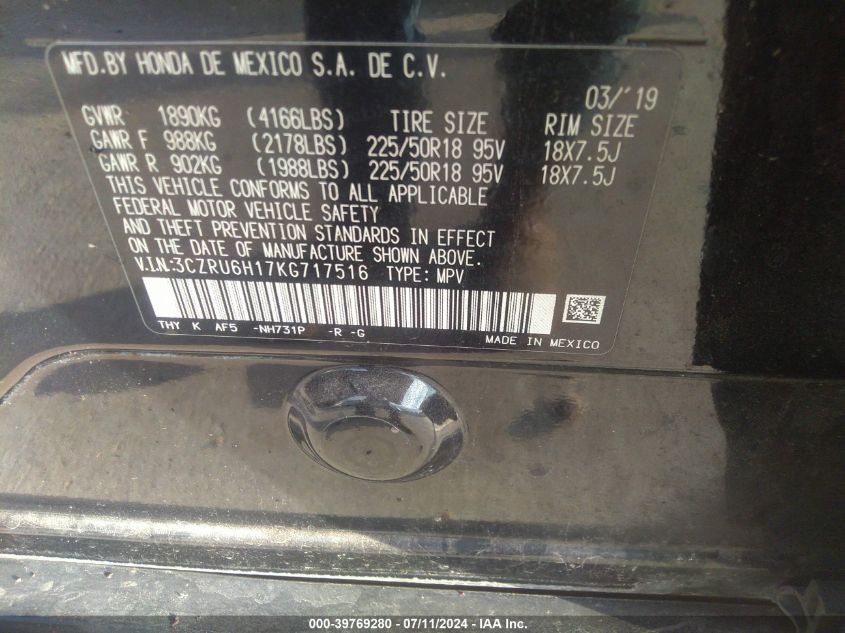 MFD.BY HONDA DE MEXICO S.A. DE C.V.
03/'19
GVWR 1890KG (4166LBS) TIRE SIZE RIM SIZE
GAWR F 988KG (2178LBS) 225/50R18 95V 18X7.5J
GAWR R 902KG (1988LBS) 225/50R18 95V 18X7.5J
THIS VEHICLE CONFORMS TO ALL APPLICABLE
FEDERAL MOTOR VEHICLE SAFETY
AND THEFT PREVENTION STANDARDS IN EFFECT
ON THE DATE OF MANUFACTURE SHOWN ABOVE.
V.I.N:3CZRU6H17KG717516 TYPE: MPV
THY K AF5 -NH731P -R -G
MADE IN MEXICO
000-39769280 - 07/11/2024 - IAA Inc.